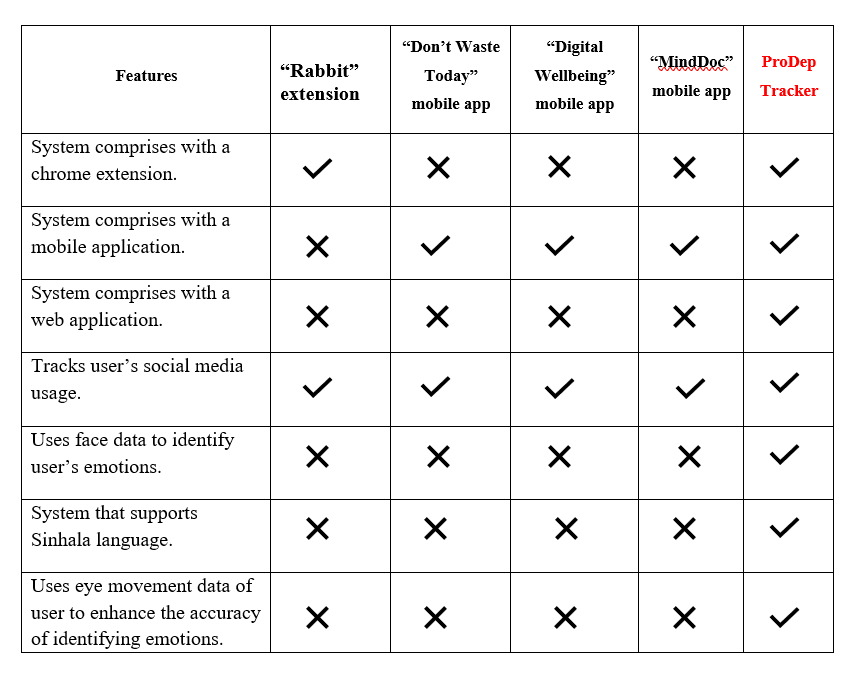 Features
“Rabbit”
extension
“Don’t Waste
Today”
mobile app
“Digital
Wellbeing”
mobile app
“MindDoc”
mobile app
ProDep
Tracker
System comprises with a
chrome extension.
System comprises with a
mobile application.
System comprises with a
web application.
Tracks user’s social media
usage.
Uses face data to identify
user’s emotions.
System that supports
Sinhala language.
Uses eye movement data of
user to enhance the accuracy
of identifying emotions.